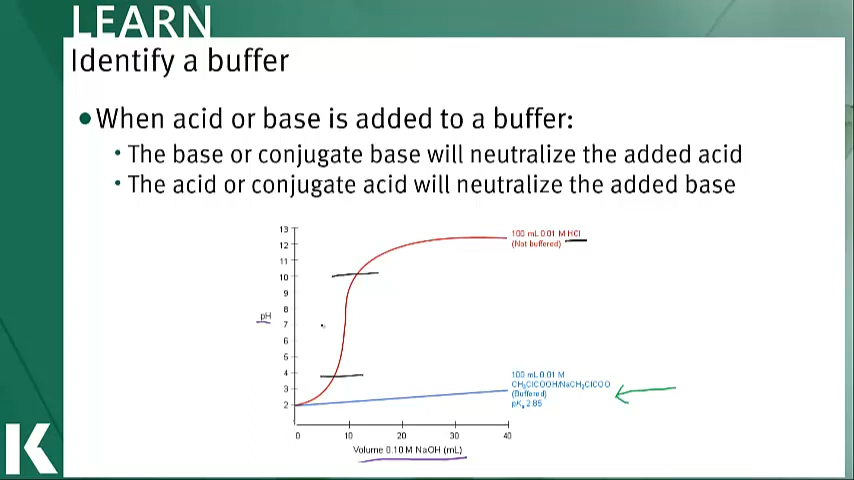 LEARN
Identify a buffer
•When acid or base is added to a buffer:
• The base or conjugate base will neutralize the added acid
• The acid or conjugate acid will neutralize the added base
13
12
11
10
9
8
7
6
5
4
3
2
pH
100 mL 0.01 M HCl
(Not buffered)
100 mL 0.01 M
CH₂ClCOOH/NaCH₂ClCOO
(Buffered)
pKₐ 2.85
0 10 20 30 40
Volume 0.10 M NaOH (mL)
K